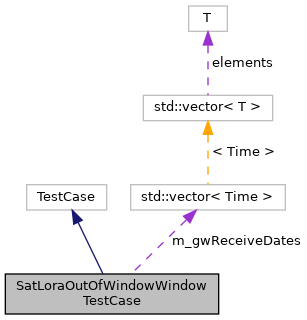 T
elements
std::vector< T >
< Time >
TestCase
std::vector< Time >
m_gwReceiveDates
SatLoraOutOfWindowWindow
TestCase